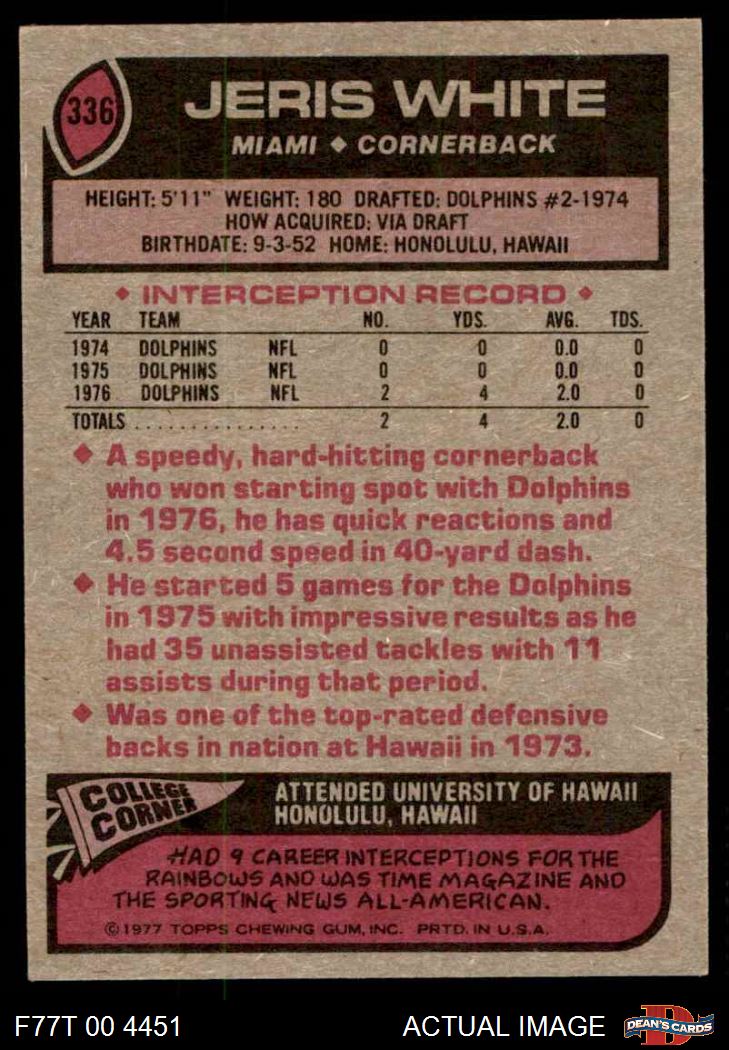 336
JERIS WHITE
MIAMI ◆ CORNERBACK
HEIGHT: 5'11" WEIGHT: 180 DRAFTED: DOLPHINS #2-1974
HOW ACQUIRED: VIA DRAFT
BIRTHDATE: 9-3-52 HOME: HONOLULU, HAWAII
◆ INTERCEPTION RECORD ◆
YEAR TEAM NO. YDS. AVG. TDS.
1974 DOLPHINS NFL 0 0 0.0 0
1975 DOLPHINS NFL 0 0 0.0 0
1976 DOLPHINS NFL 2 4 2.0 0
TOTALS . . . . . . . . . . . . . . . 2 4 2.0 0
◆ A speedy, hard-hitting cornerback
who won starting spot with Dolphins
in 1976, he has quick reactions and
4.5 second speed in 40-yard dash.
◆ He started 5 games for the Dolphins
in 1975 with impressive results as he
had 35 unassisted tackles with 11
assists during that period.
◆ Was one of the top-rated defensive
backs in nation at Hawaii in 1973.
COLLEGE
CORNER
ATTENDED UNIVERSITY OF HAWAII
HONOLULU, HAWAII
HAD 9 CAREER INTERCEPTIONS FOR THE
RAINBOWS AND WAS TIME MAGAZINE AND
THE SPORTING NEWS ALL-AMERICAN.
©1977 TOPPS CHEWING GUM, INC. PRTD. IN U.S.A.
F77T 00 4451 ACTUAL IMAGE
D
DEAN'S CARDS